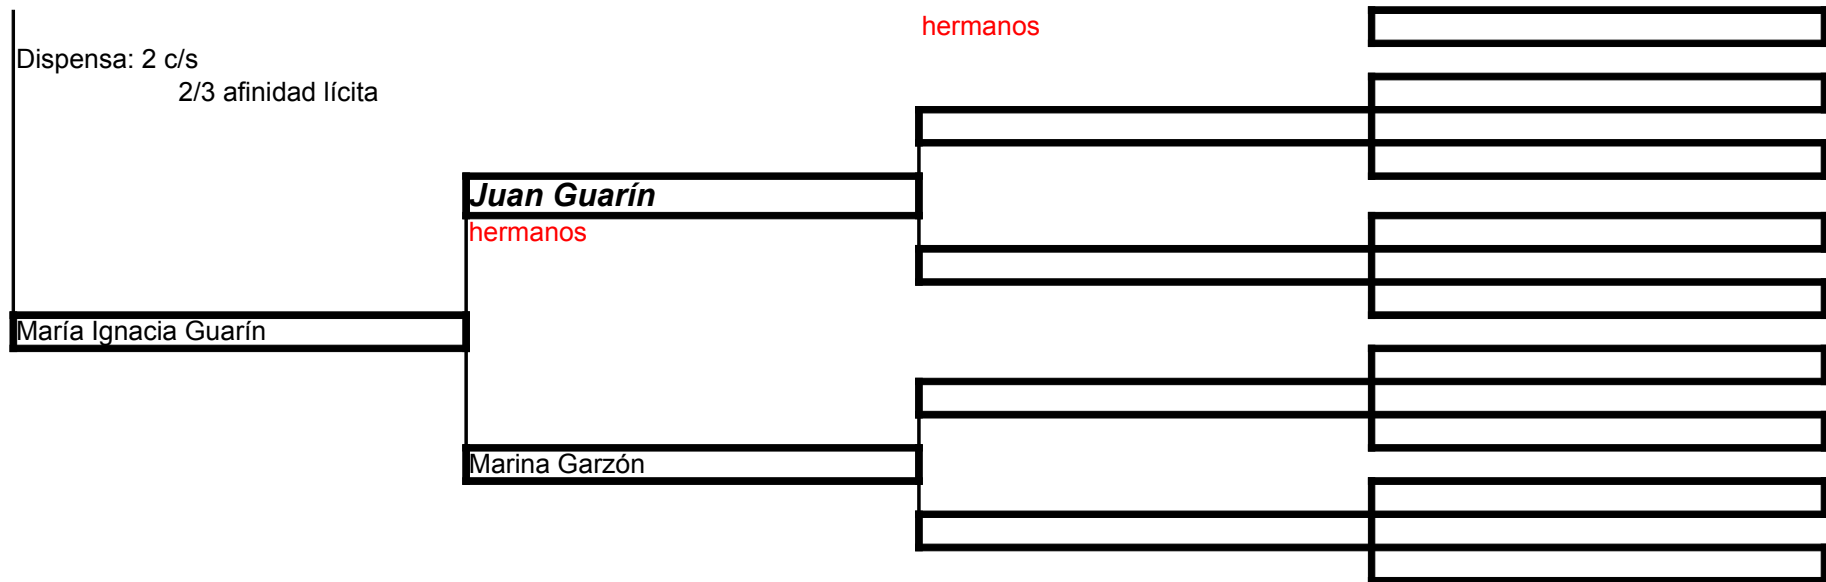 hermanos
Dispensa: 2 c/s
2/3 afinidad lícita
Juan Guarín
hermanos
María Ignacia Guarín
Marina Garzón